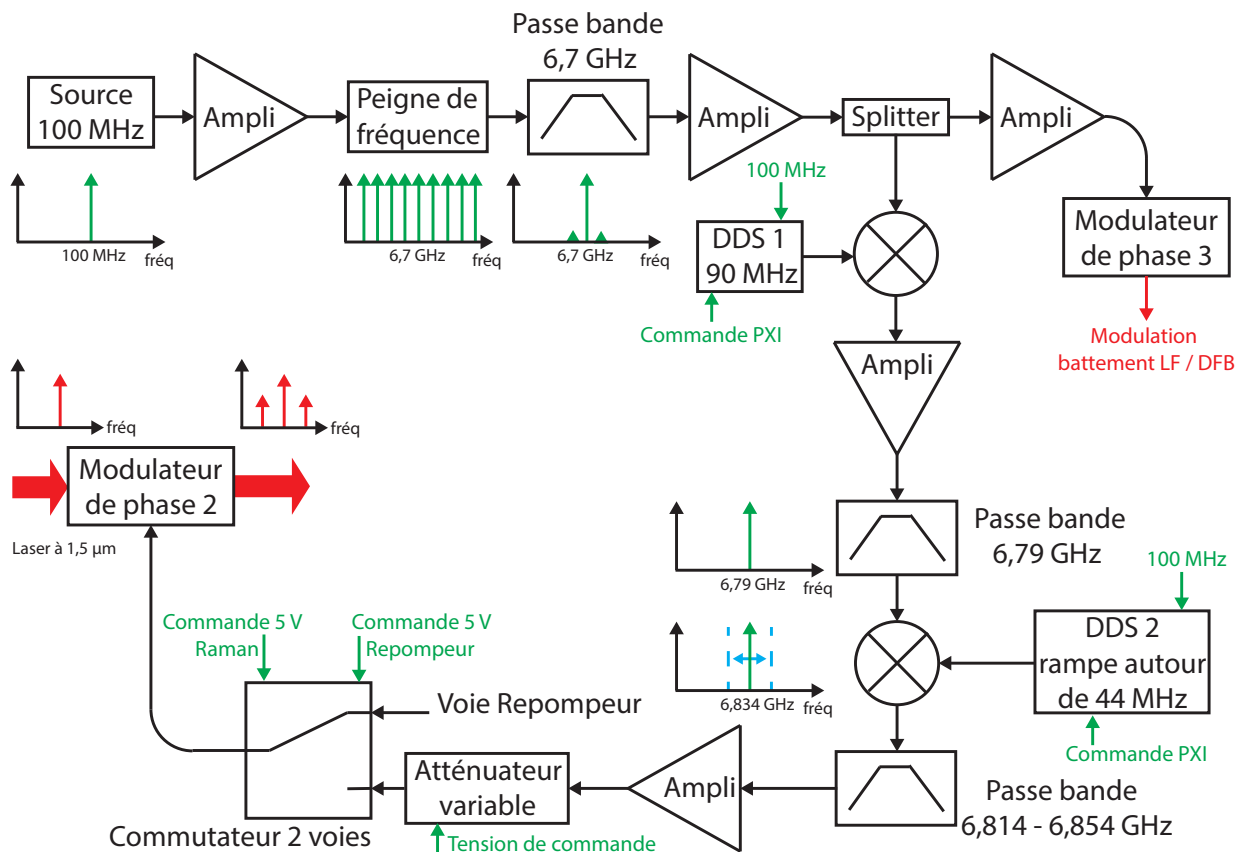 Passe bande
6,7 GHz
Source
100 MHz
Ampli
Peigne de
fréquence
Ampli
Splitter
Ampli
100 MHz
fréq
6,7 GHz
fréq
6,7 GHz
fréq
100 MHz
DDS 1
90 MHz
Commande PXI
Modulateur
de phase 3
Modulation
battement LF / DFB
Ampli
fréq
fréq
Modulateur
de phase 2
Laser à 1,5 µm
Passe bande
6,79 GHz
6,79 GHz
fréq
100 MHz
DDS 2
rampe autour
de 44 MHz
Commande PXI
6,834 GHz
fréq
Commande 5 V
Raman
Commande 5 V
Repompeur
Voie Repompeur
Atténuateur
variable
Ampli
Passe bande
6,814 - 6,854 GHz
Commutateur 2 voies
Tension de commande